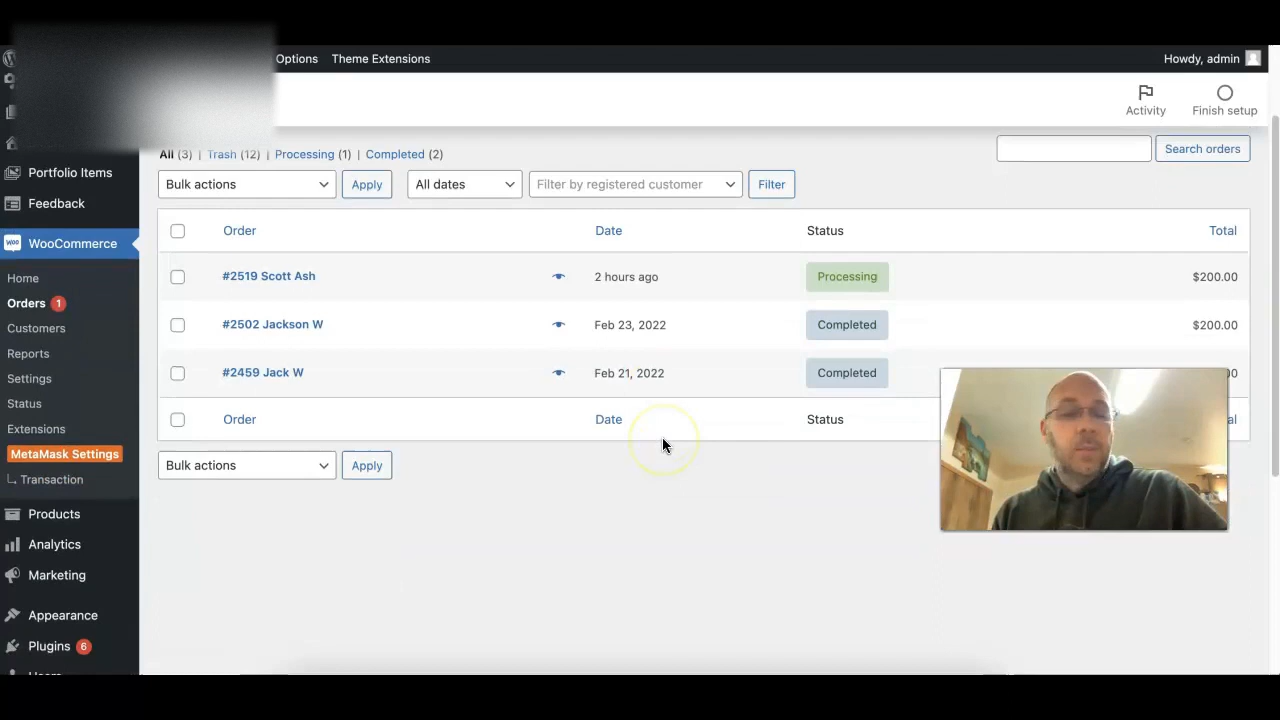 Options Theme Extensions Howdy, admin
Activity Finish setup
All (3) | Trash (12) | Processing (1) | Completed (2)
Search orders
Bulk actions Apply All dates Filter by registered customer Filter
Order Date Status Total
#2519 Scott Ash 2 hours ago Processing $200.00
#2502 Jackson W Feb 23, 2022 Completed $200.00
#2459 Jack W Feb 21, 2022 Completed
Order Date Status
Bulk actions Apply
Portfolio Items
Feedback
woo WooCommerce
Home
Orders 1
Customers
Reports
Settings
Status
Extensions
MetaMask Settings
Transaction
Products
Analytics
Marketing
Appearance
Plugins 6